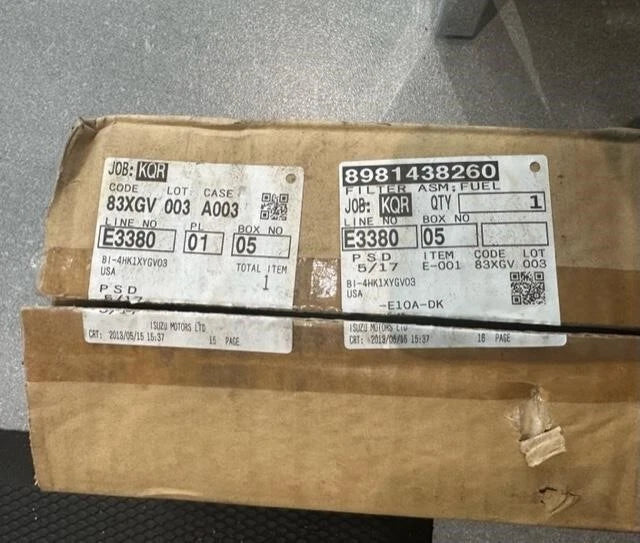 JOB: KQR
CODE LOT CASE
83XGV 003 A003
LINE NO PL BOX NO
E3380 01 05
BI-4HK1XYGV03
USA
TOTAL ITEM
1
PSD
5/17
ISUZU MOTORS LTD
CRT: 2013/05/15 15:37 15 PAGE
8981438260
FILTER ASM;FUEL
JOB: KQR QTY 1
LINE NO BOX NO
E3380 05
PSD ITEM CODE LOT
5/17 E-001 83XGV 003
BI-4HK1XYGV03
USA
-E10A-DK
ISUZU MOTORS LTD
CRT: 2013/05/15 15:37 16 PAGE